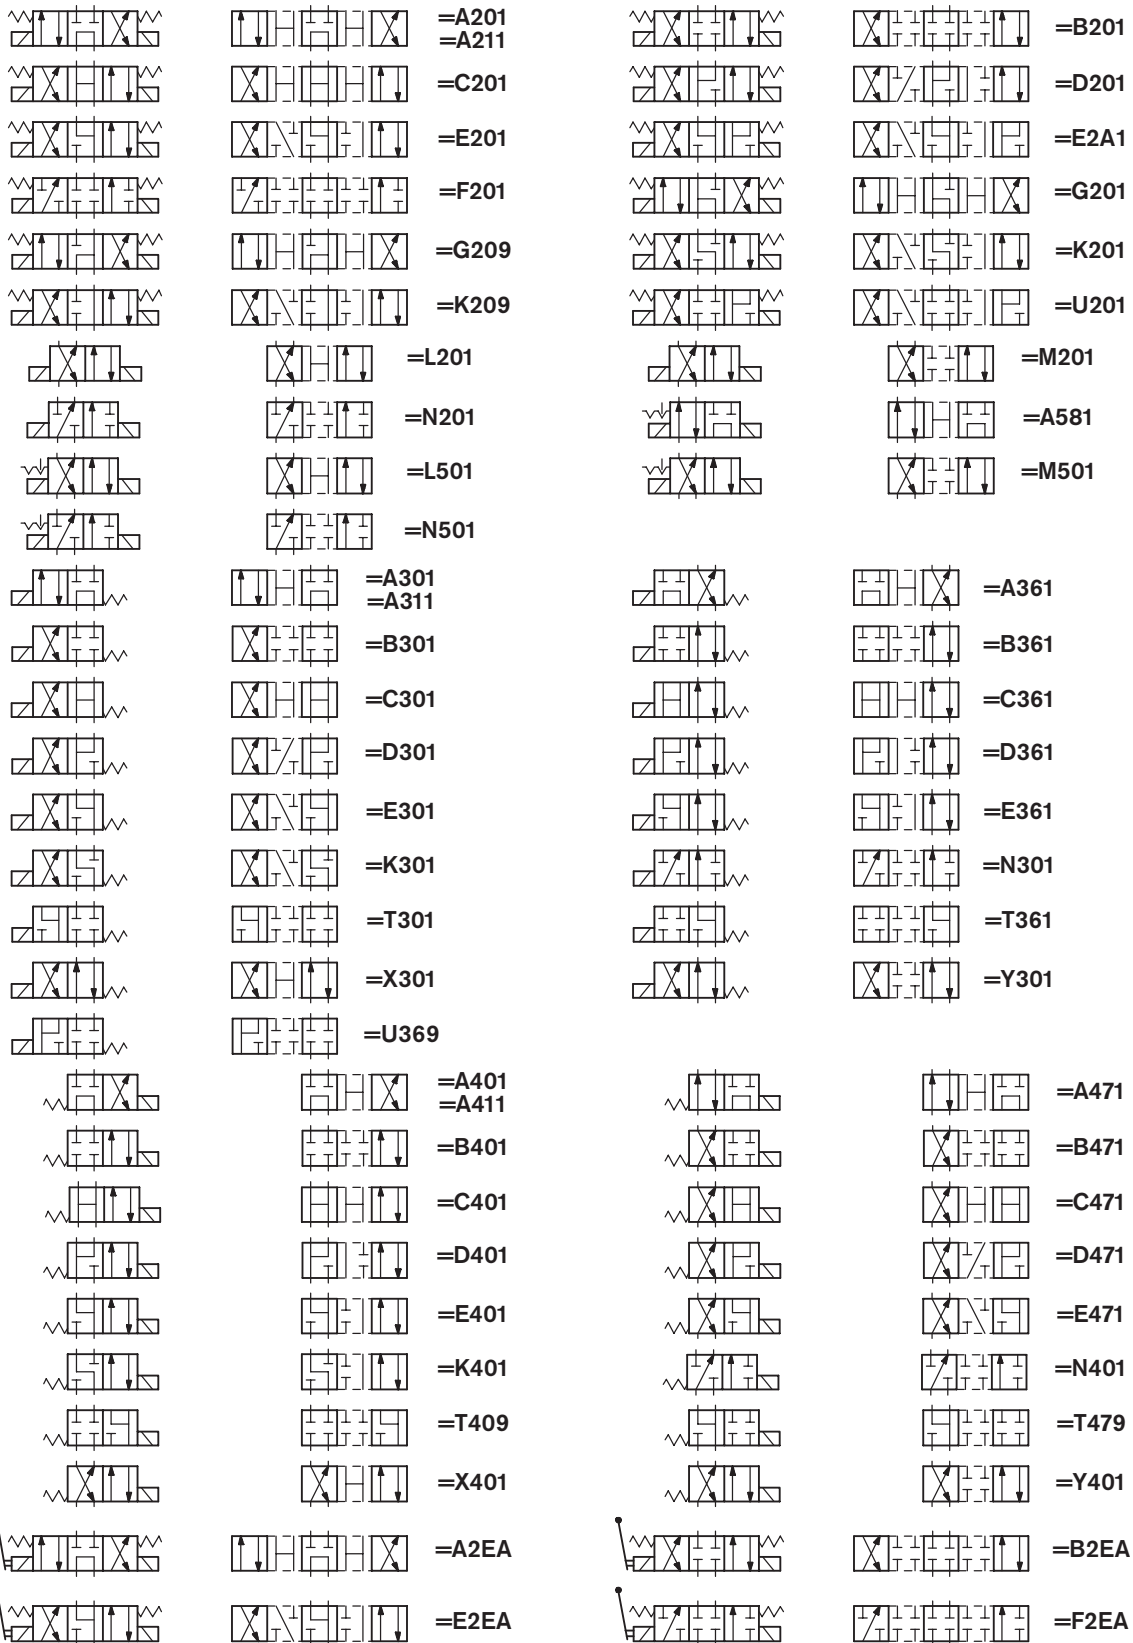 =A201
=A211
=B201
=C201
=D201
=E201
=E2A1
=F201
=G201
=G209
=K201
=K209
=U201
=L201
=M201
=N201
=A581
=L501
=M501
=N501
=A301
=A311
=A361
=B301
=B361
=C301
=C361
=D301
=D361
=E301
=E361
=K301
=N301
=T301
=T361
=X301
=Y301
=U369
=A401
=A411
=A471
=B401
=B471
=C401
=C471
=D401
=D471
=E401
=E471
=K401
=N401
=T409
=T479
=X401
=Y401
=A2EA
=B2EA
=E2EA
=F2EA